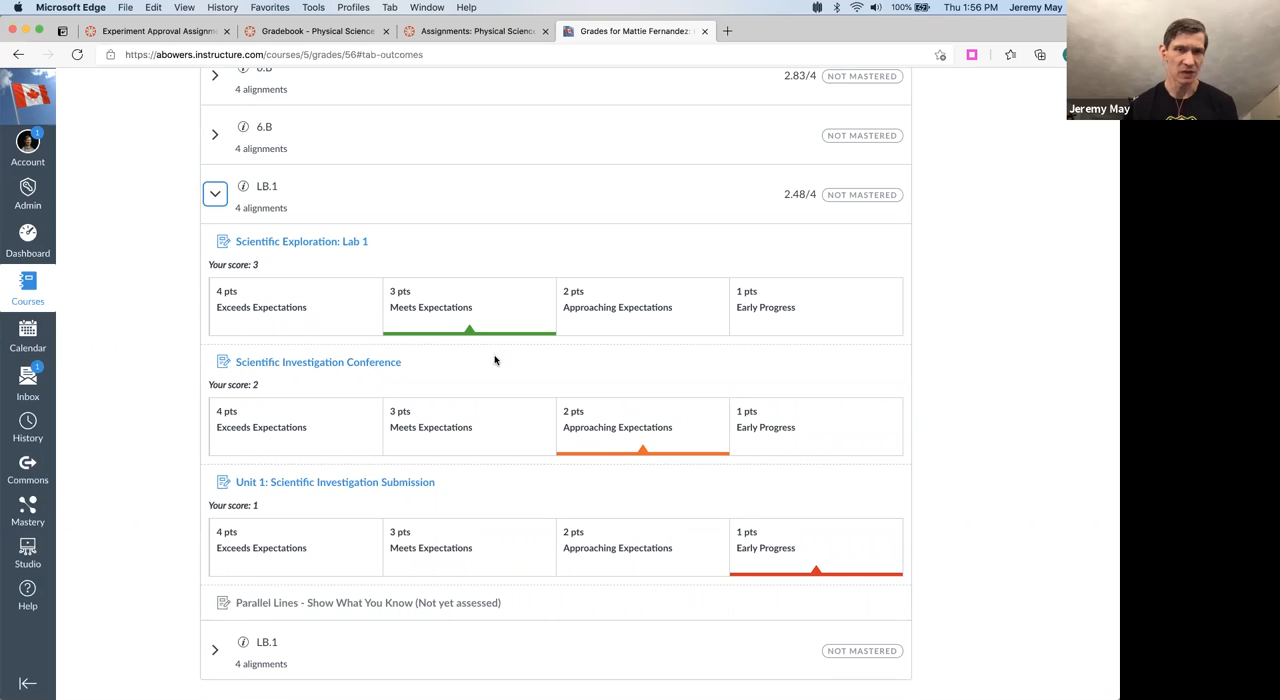 Microsoft Edge File Edit View History Favorites Tools Profiles Tab Window Help 100% Thu 1:56 PM Jeremy May
Experiment Approval Assignm Gradebook - Physical Science Assignments: Physical Scienc Grades for Mattie Fernandez:
https://abowers.instructure.com/courses/5/grades/56#tab-outcomes
Jeremy May
1
Account
Admin
Dashboard
Courses
Calendar
1
Inbox
History
Commons
Mastery
Studio
Help
6.B
4 alignments
2.83/4 NOT MASTERED
6.B
4 alignments
NOT MASTERED
LB.1
4 alignments
2.48/4 NOT MASTERED
Scientific Exploration: Lab 1
Your score: 3
4 pts 3 pts 2 pts 1 pts
Exceeds Expectations Meets Expectations Approaching Expectations Early Progress
Scientific Investigation Conference
Your score: 2
4 pts 3 pts 2 pts 1 pts
Exceeds Expectations Meets Expectations Approaching Expectations Early Progress
Unit 1: Scientific Investigation Submission
Your score: 1
4 pts 3 pts 2 pts 1 pts
Exceeds Expectations Meets Expectations Approaching Expectations Early Progress
Parallel Lines - Show What You Know (Not yet assessed)
LB.1
4 alignments
NOT MASTERED